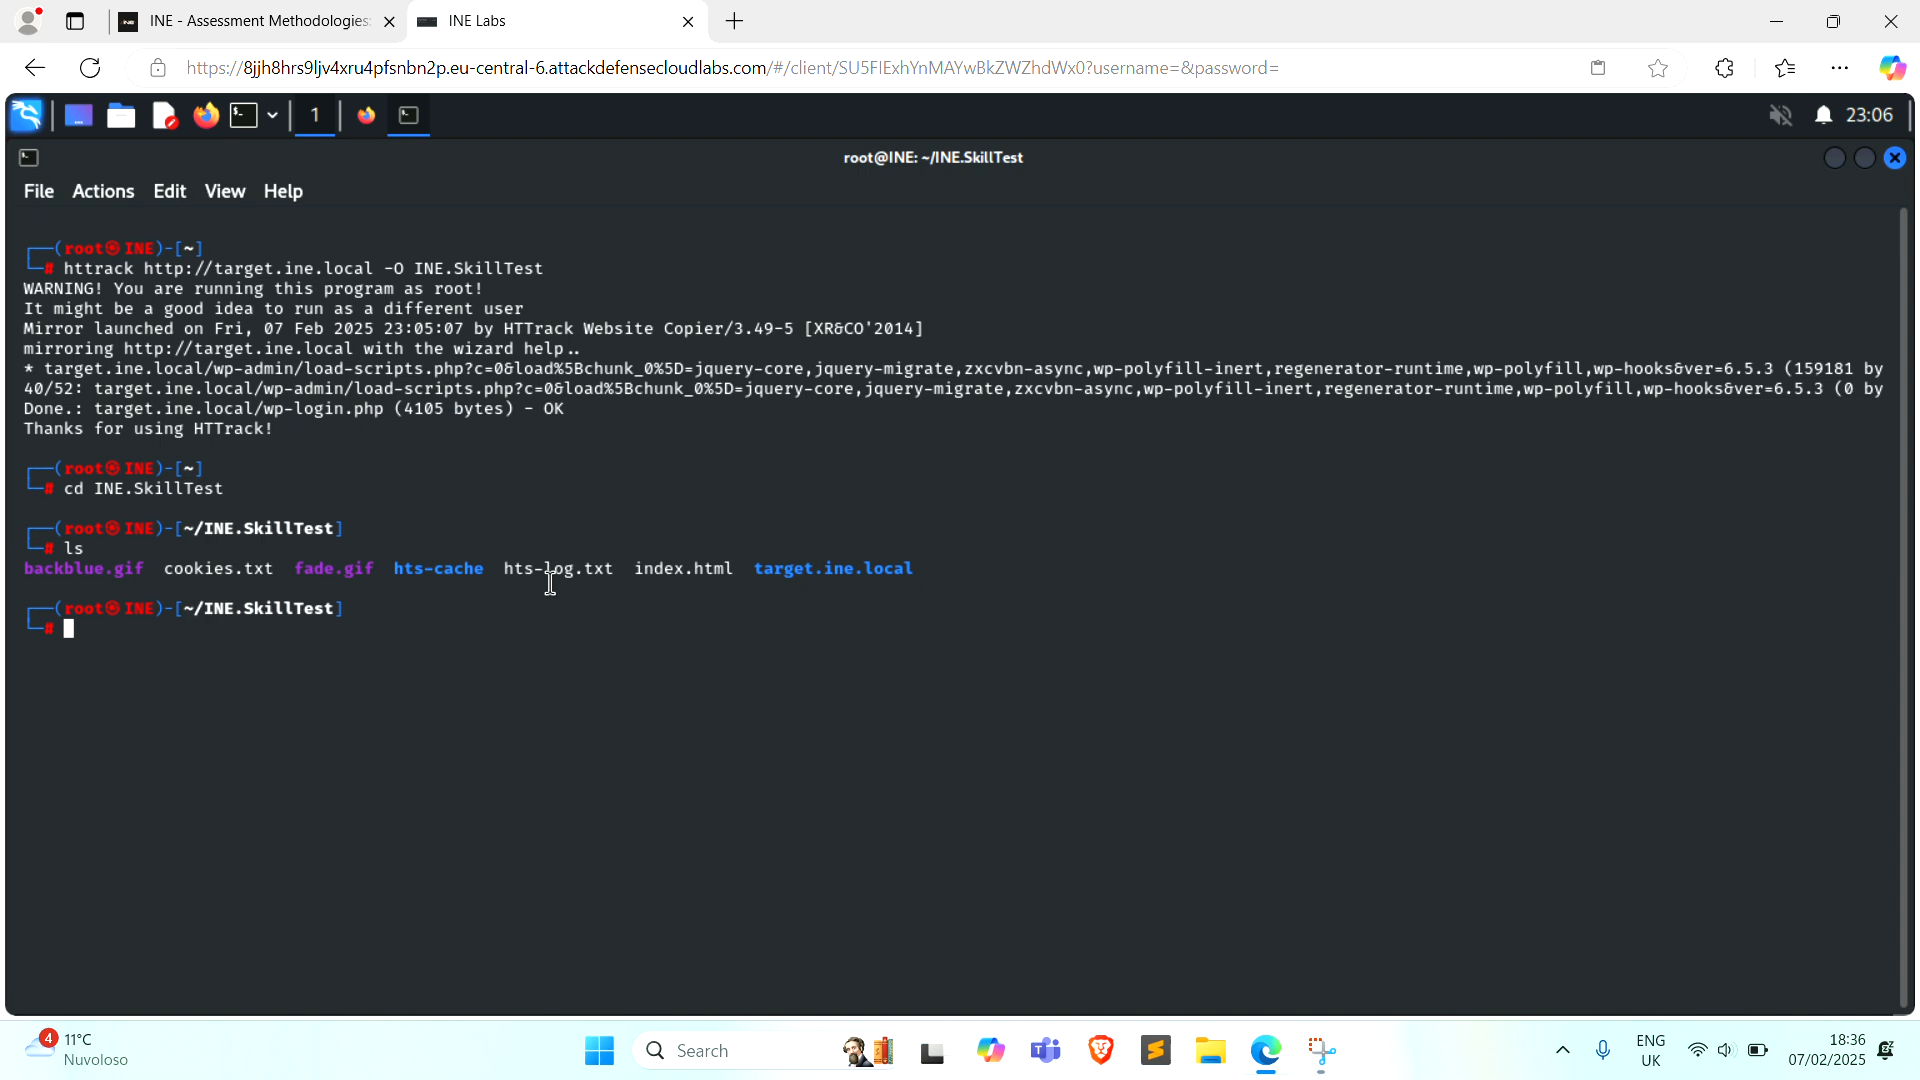 INE - Assessment Methodologies:
INE Labs
https://8jjh8hrs9ljv4xru4pfsnbn2p.eu-central-6.attackdefensecloudlabs.com/#/client/SU5FIExhYnMAYwBkZWZhdWx0?username=&password=
1
23:06
root@INE: ~/INE.SkillTest
File Actions Edit View Help
┌──(root㉿INE)-[~]
└─# httrack http://target.ine.local -O INE.SkillTest
WARNING! You are running this program as root!
It might be a good idea to run as a different user
Mirror launched on Fri, 07 Feb 2025 23:05:07 by HTTrack Website Copier/3.49-5 [XR&CO'2014]
mirroring http://target.ine.local with the wizard help..
* target.ine.local/wp-admin/load-scripts.php?c=0&load%5Bchunk_0%5D=jquery-core,jquery-migrate,zxcvbn-async,wp-polyfill-inert,regenerator-runtime,wp-polyfill,wp-hooks&ver=6.5.3 (159181 by
40/52: target.ine.local/wp-admin/load-scripts.php?c=0&load%5Bchunk_0%5D=jquery-core,jquery-migrate,zxcvbn-async,wp-polyfill-inert,regenerator-runtime,wp-polyfill,wp-hooks&ver=6.5.3 (0 by
Done.: target.ine.local/wp-login.php (4105 bytes) - OK
Thanks for using HTTrack!
┌──(root㉿INE)-[~]
└─# cd INE.SkillTest
┌──(root㉿INE)-[~/INE.SkillTest]
└─# ls
backblue.gif cookies.txt fade.gif hts-cache hts-log.txt index.html target.ine.local
┌──(root㉿INE)-[~/INE.SkillTest]
└─#
4
11°C
Nuvoloso
Search
ENG
UK
18:36
07/02/2025